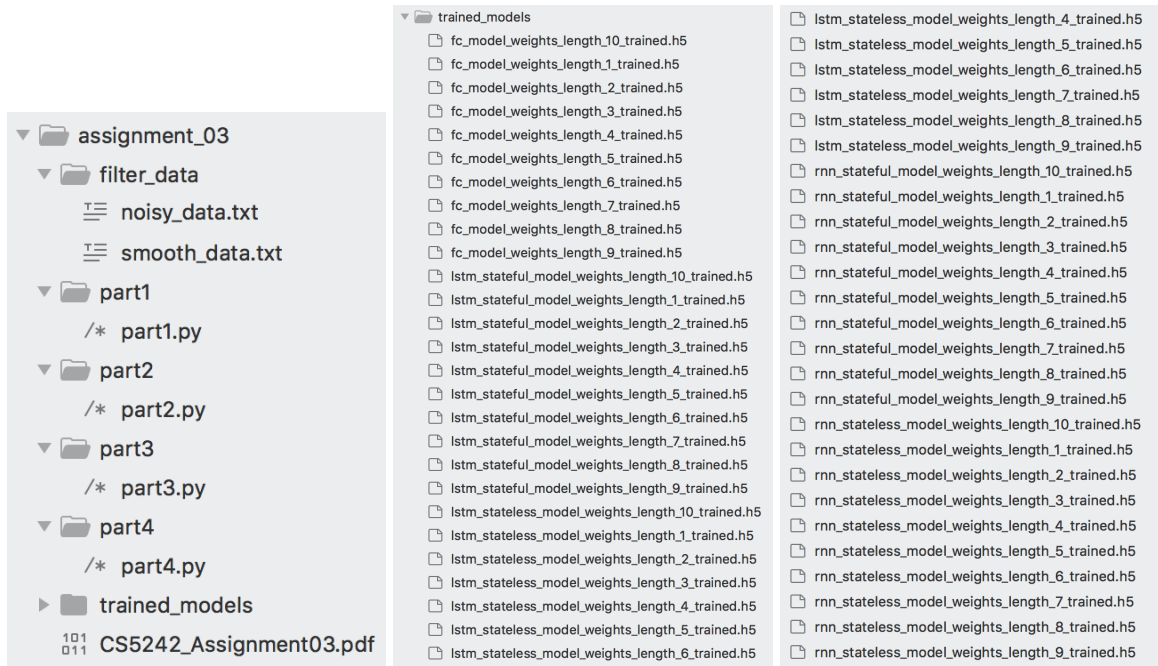 assignment_03
filter_data
noisy_data.txt
smooth_data.txt
part1
/* part1.py
part2
/* part2.py
part3
/* part3.py
part4
/* part4.py
trained_models
101
011 CS5242_Assignment03.pdf
trained_models
fc_model_weights_length_10_trained.h5
fc_model_weights_length_1_trained.h5
fc_model_weights_length_2_trained.h5
fc_model_weights_length_3_trained.h5
fc_model_weights_length_4_trained.h5
fc_model_weights_length_5_trained.h5
fc_model_weights_length_6_trained.h5
fc_model_weights_length_7_trained.h5
fc_model_weights_length_8_trained.h5
fc_model_weights_length_9_trained.h5
lstm_stateful_model_weights_length_10_trained.h5
lstm_stateful_model_weights_length_1_trained.h5
lstm_stateful_model_weights_length_2_trained.h5
lstm_stateful_model_weights_length_3_trained.h5
lstm_stateful_model_weights_length_4_trained.h5
lstm_stateful_model_weights_length_5_trained.h5
lstm_stateful_model_weights_length_6_trained.h5
lstm_stateful_model_weights_length_7_trained.h5
lstm_stateful_model_weights_length_8_trained.h5
lstm_stateful_model_weights_length_9_trained.h5
lstm_stateless_model_weights_length_10_trained.h5
lstm_stateless_model_weights_length_1_trained.h5
lstm_stateless_model_weights_length_2_trained.h5
lstm_stateless_model_weights_length_3_trained.h5
lstm_stateless_model_weights_length_4_trained.h5
lstm_stateless_model_weights_length_5_trained.h5
lstm_stateless_model_weights_length_6_trained.h5
lstm_stateless_model_weights_length_4_trained.h5
lstm_stateless_model_weights_length_5_trained.h5
lstm_stateless_model_weights_length_6_trained.h5
lstm_stateless_model_weights_length_7_trained.h5
lstm_stateless_model_weights_length_8_trained.h5
lstm_stateless_model_weights_length_9_trained.h5
rnn_stateful_model_weights_length_10_trained.h5
rnn_stateful_model_weights_length_1_trained.h5
rnn_stateful_model_weights_length_2_trained.h5
rnn_stateful_model_weights_length_3_trained.h5
rnn_stateful_model_weights_length_4_trained.h5
rnn_stateful_model_weights_length_5_trained.h5
rnn_stateful_model_weights_length_6_trained.h5
rnn_stateful_model_weights_length_7_trained.h5
rnn_stateful_model_weights_length_8_trained.h5
rnn_stateful_model_weights_length_9_trained.h5
rnn_stateless_model_weights_length_10_trained.h5
rnn_stateless_model_weights_length_1_trained.h5
rnn_stateless_model_weights_length_2_trained.h5
rnn_stateless_model_weights_length_3_trained.h5
rnn_stateless_model_weights_length_4_trained.h5
rnn_stateless_model_weights_length_5_trained.h5
rnn_stateless_model_weights_length_6_trained.h5
rnn_stateless_model_weights_length_7_trained.h5
rnn_stateless_model_weights_length_8_trained.h5
rnn_stateless_model_weights_length_9_trained.h5